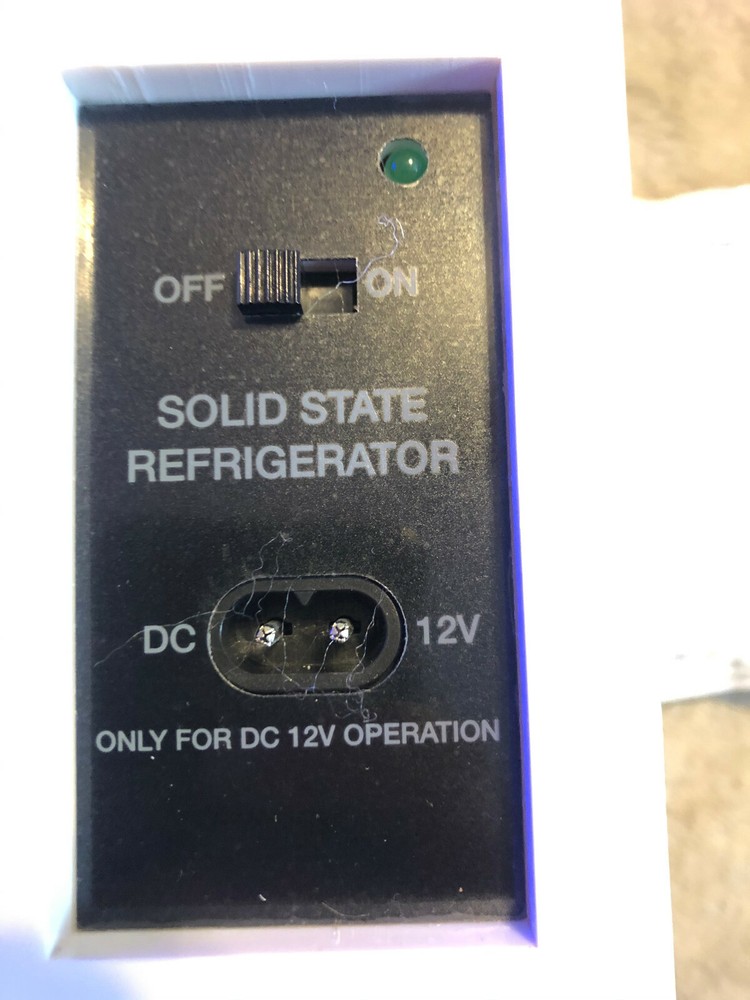 OFF ON
SOLID STATE
REFRIGERATOR
DC 12V
ONLY FOR DC 12V OPERATION